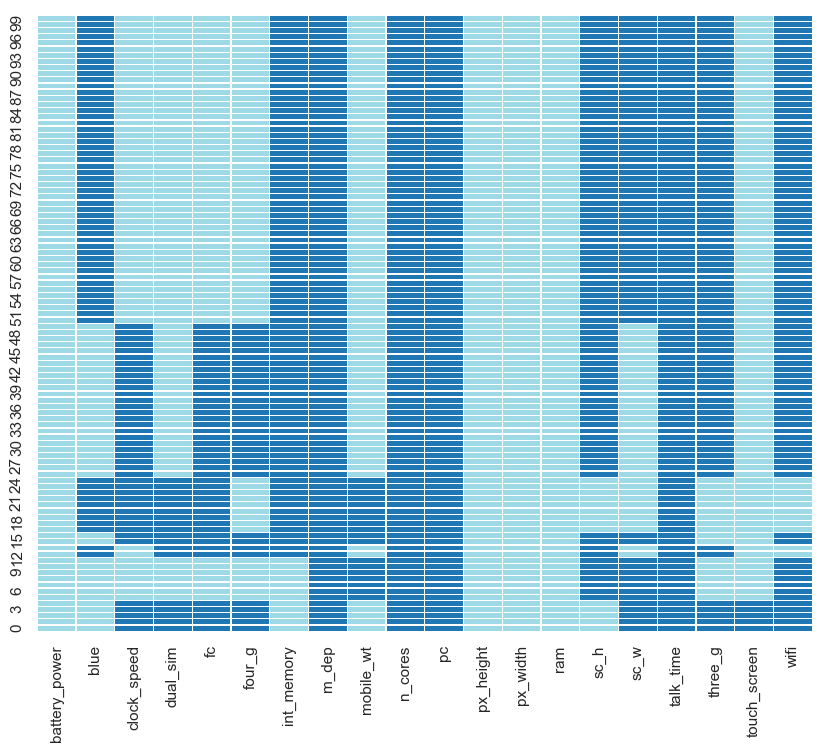 99
96
93
90
87
84
81
78
75
72
69
66
63
60
57
54
51
48
45
42
39
36
33
30
27
24
21
18
15
12
9
6
3
0
battery_power
blue
clock_speed
dual_sim
fc
four_g
int_memory
m_dep
mobile_wt
n_cores
pc
px_height
px_width
ram
sc_h
sc_w
talk_time
three_g
touch_screen
wifi